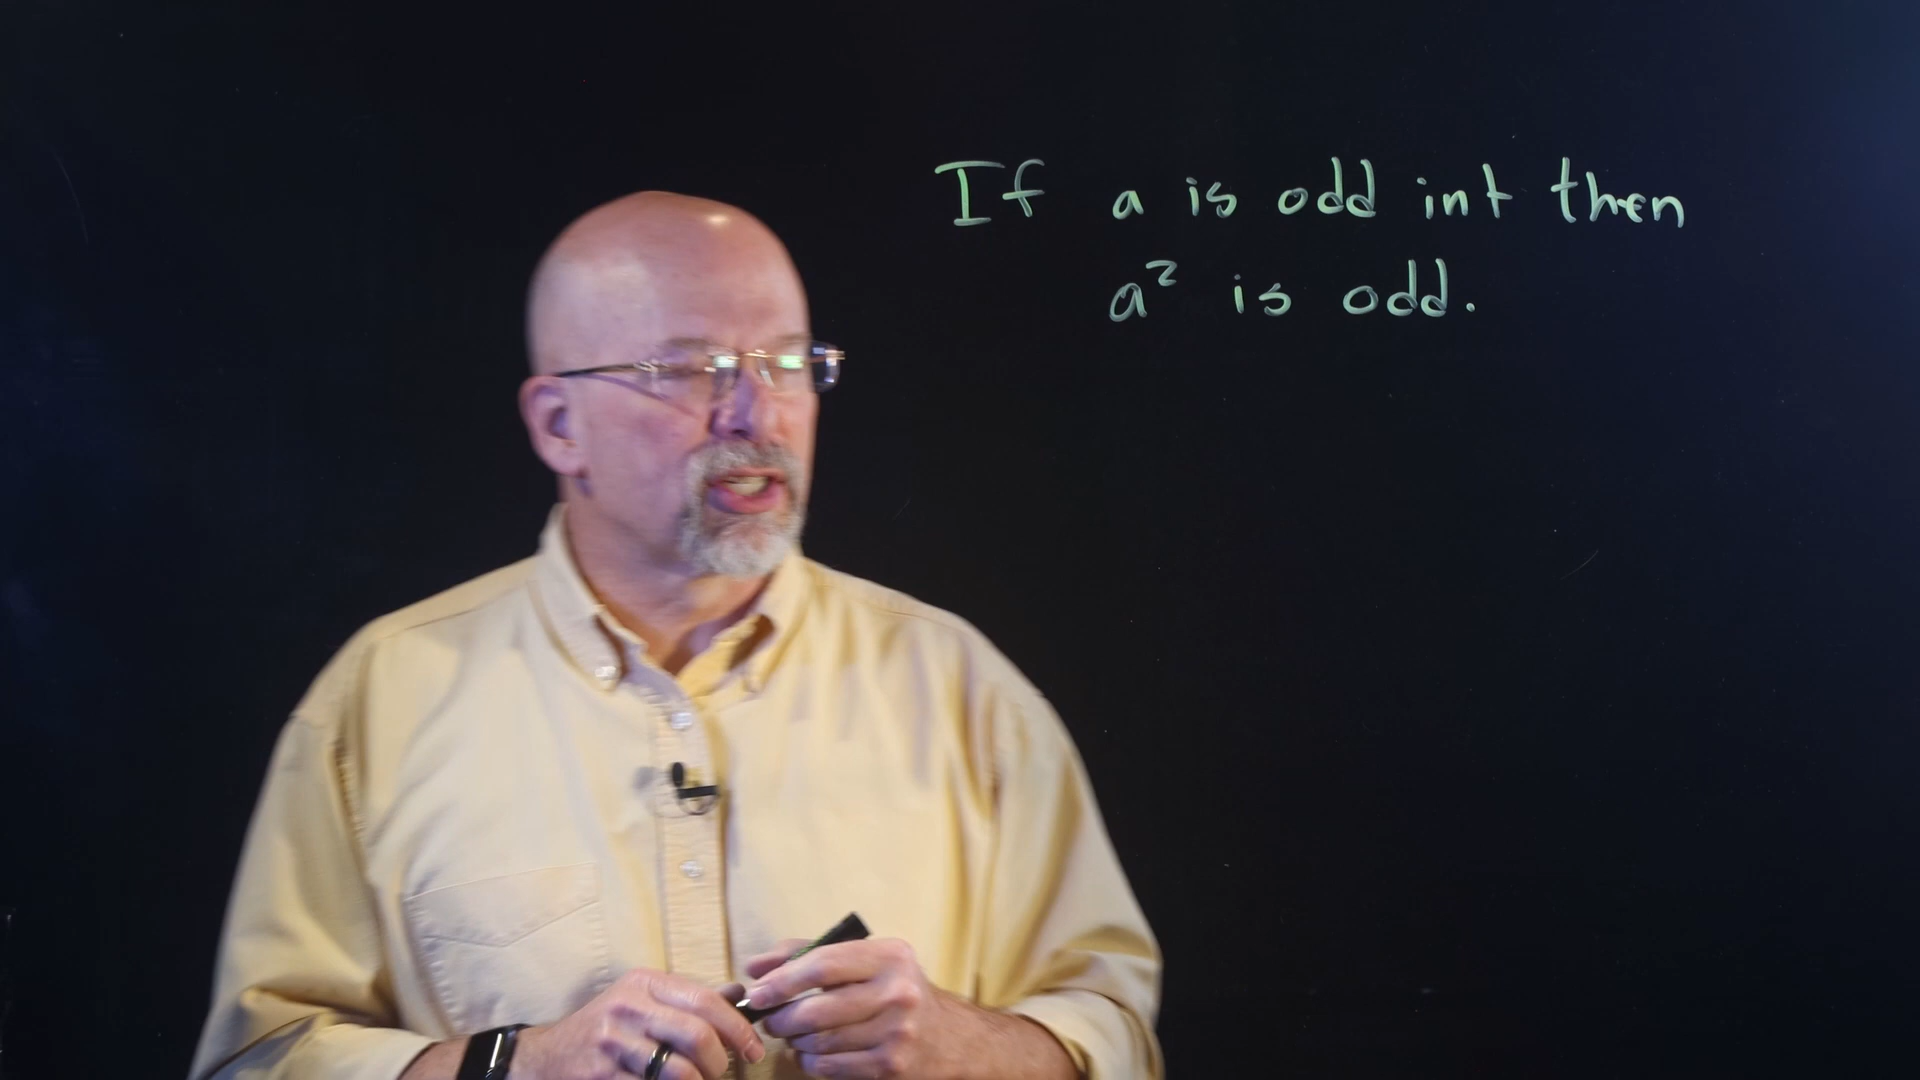 If a is odd int then
a² is odd.